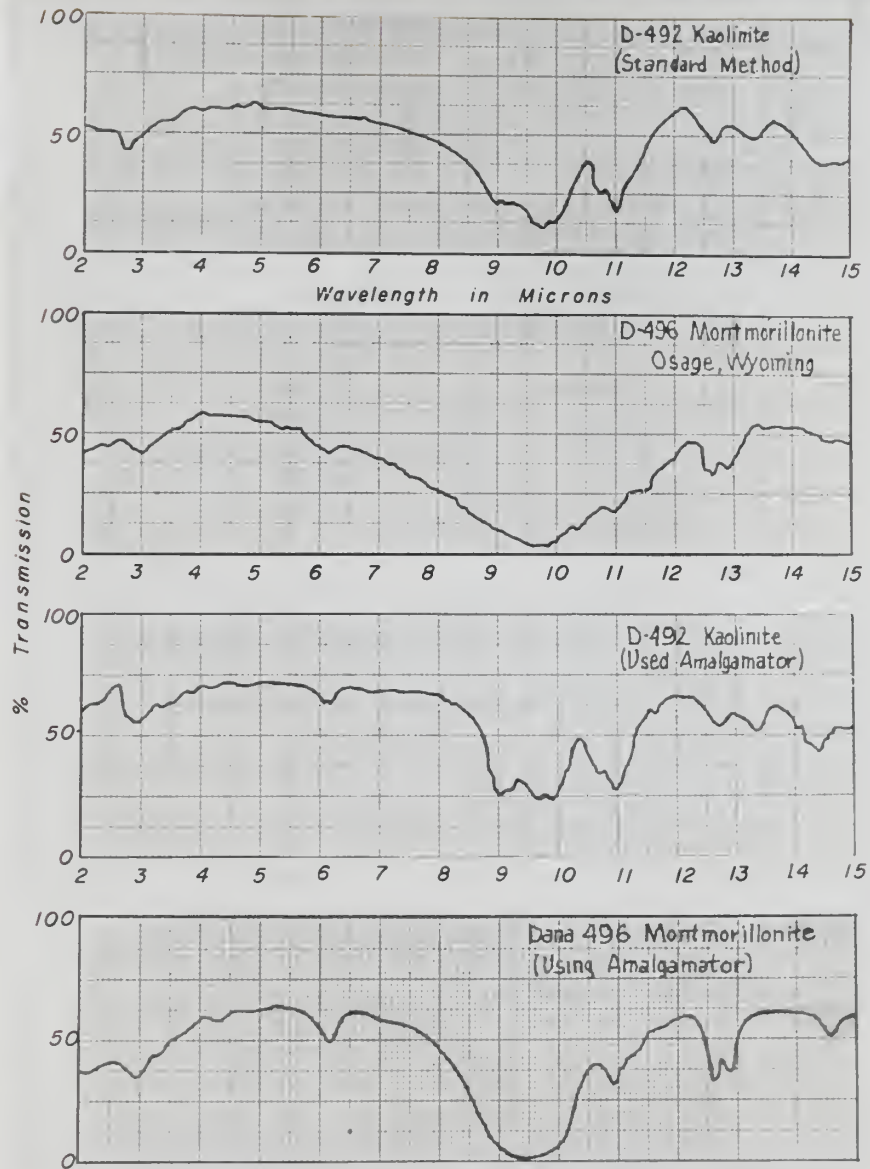 100
D-492 Kaolinite
(Standard Method)
50
0
2 3 4 5 6 7 8 9 10 11 12 13 14 15
Wavelength in Microns
100
D-496 Montmorillonite
Osage, Wyoming
50
0
2 3 4 5 6 7 8 9 10 11 12 13 14 15
% Transmission
100
D-492 Kaolinite
(Used Amalgamator)
50
0
2 3 4 5 6 7 8 9 10 11 12 13 14 15
100
Dana 496 Montmorillonite
(Using Amalgamator)
50
0